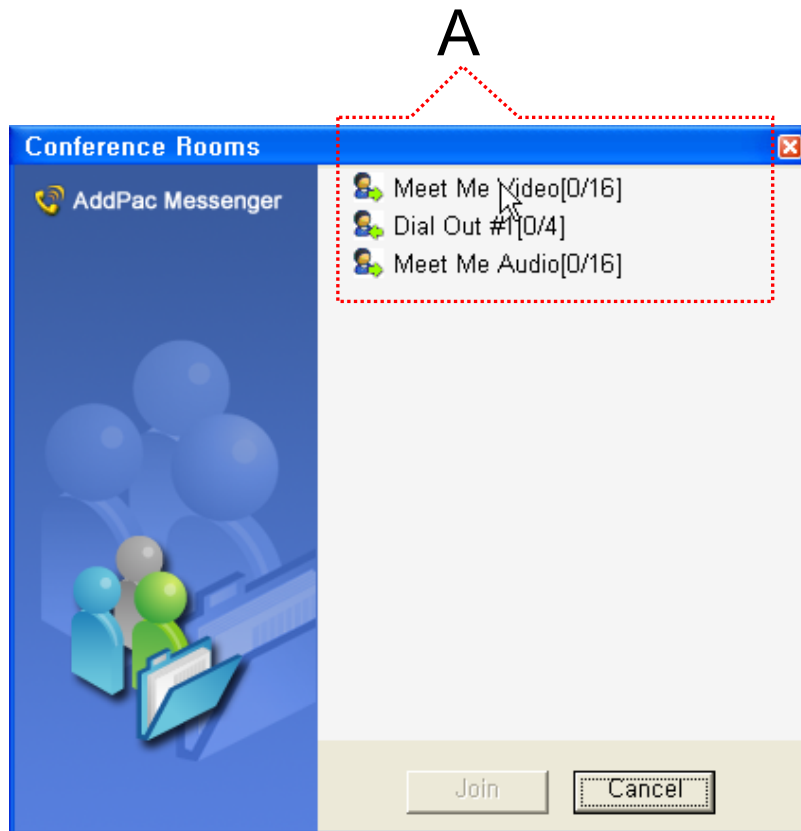 A
Conference Rooms
AddPac Messenger
Meet Me Video[0/16]
Dial Out #1[0/4]
Meet Me Audio[0/16]
Join
Cancel